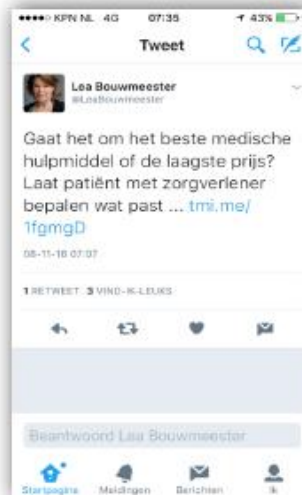 KPN NL 4G 07:35 43%
Tweet
Lea Bouwmeester
@LeaBouwmeester
Gaat het om het beste medische
hulpmiddel of de laagste prijs?
Laat patiënt met zorgverlener
bepalen wat past ... tmi.me/
1fgmgD
08-11-16 07:07
1 RETWEET 3 VIND-IK-LEUKS
Beantwoord Lea Bouwmeester
Startpagina Meldingen Berichten Ik